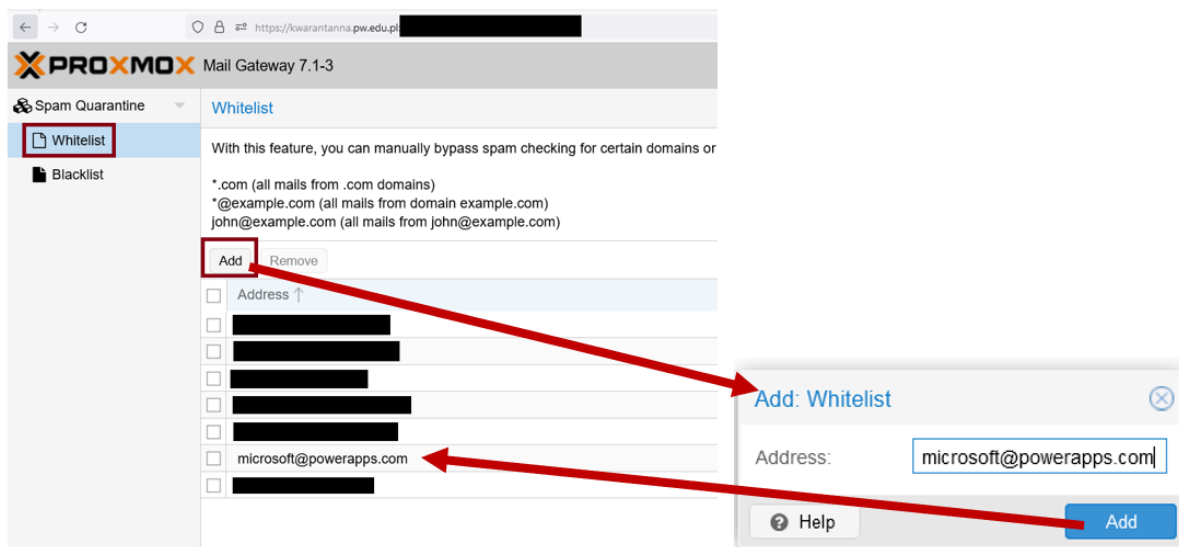 https://kwarantanna.pw.edu.pl:
PROXMOX Mail Gateway 7.1-3
Spam Quarantine
Whitelist
Blacklist
Whitelist
With this feature, you can manually bypass spam checking for certain domains or
*.com (all mails from .com domains)
*@example.com (all mails from domain example.com)
john@example.com (all mails from john@example.com)
Add Remove
Address
microsoft@powerapps.com
Add: Whitelist
Address: microsoft@powerapps.com
Help Add